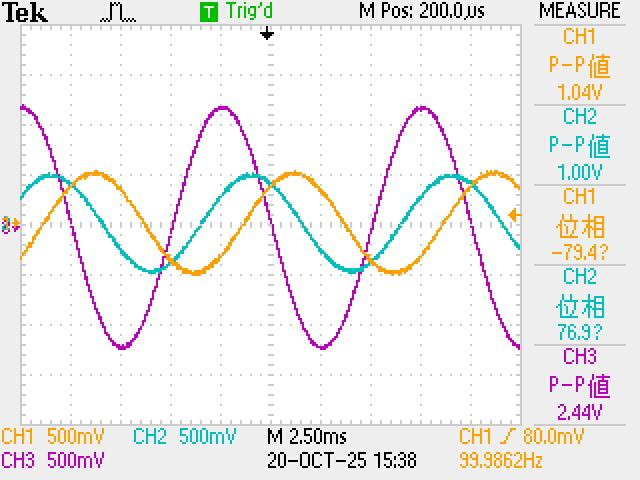 Tek T Trig'd M Pos: 200.0µs MEASURE
CH1
P-P値
1.04V
CH2
P-P値
1.00V
CH1
位相
-79.4?
CH2
位相
76.9?
CH3
P-P値
2.44V
CH1 500mV CH2 500mV M 2.50ms CH1 80.0mV
CH3 500mV 20-OCT-25 15:38 99.9862Hz